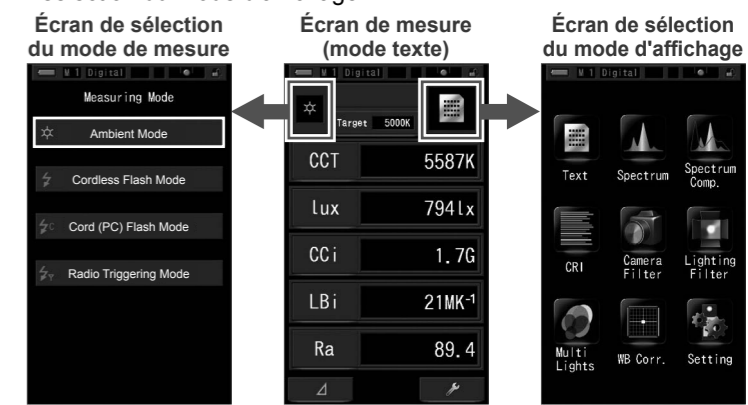 Écran de sélection
du mode de mesure
M 1 Digital
Measuring Mode
Ambient Mode
Cordless Flash Mode
Cord (PC) Flash Mode
Radio Triggering Mode
Écran de mesure
(mode texte)
M 1 Digital
Target 5000K
CCT 5587K
lux 794lx
CCi 1.7G
LBi 21MK-1
Ra 89.4
Écran de sélection
du mode d'affichage
M 1 Digital
Text Spectrum Spectrum
Comp.
CRI Camera Lighting
Filter Filter
Multi WB Corr. Setting
Lights